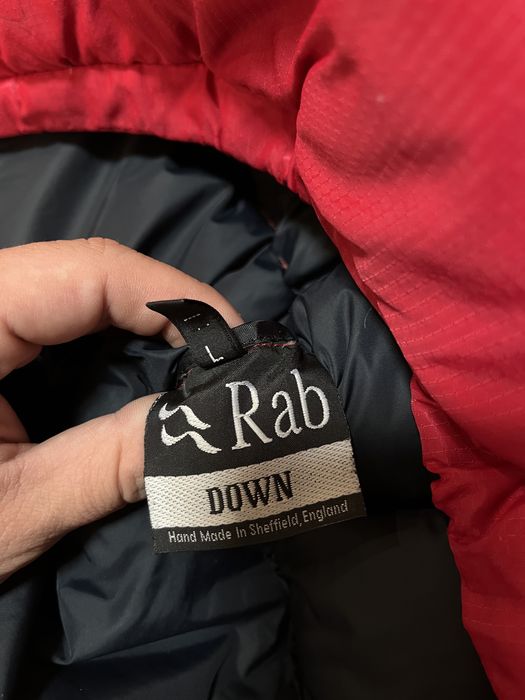 L
Rab
DOWN
Hand Made In Sheffield, England